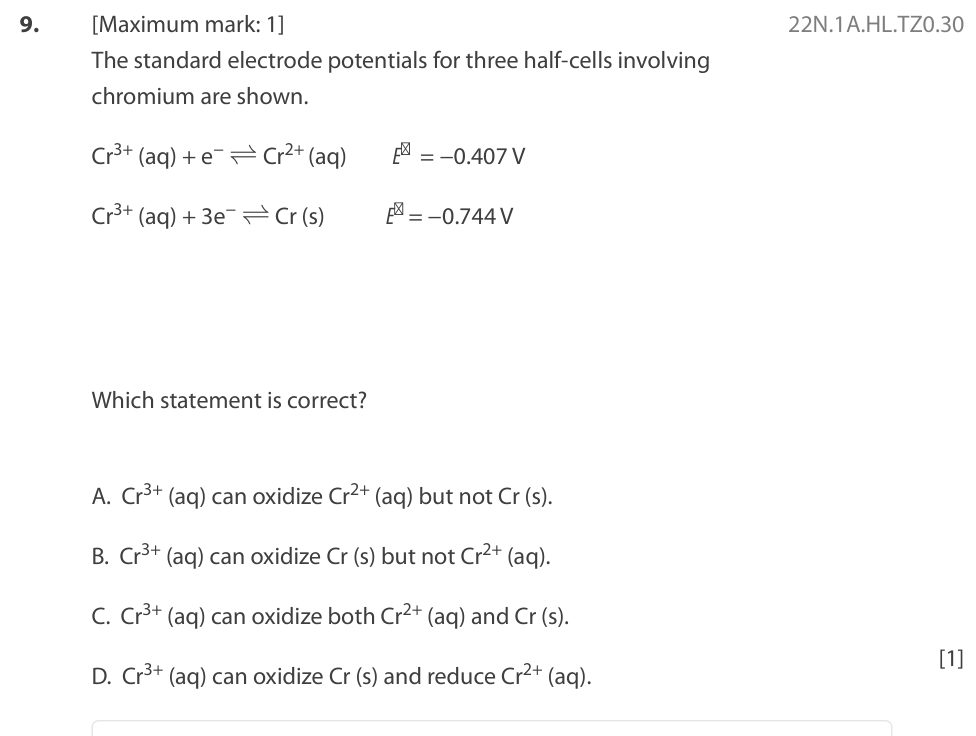 9. [Maximum mark: 1] 22N.1A.HL.TZ0.30
The standard electrode potentials for three half-cells involving
chromium are shown.
Cr³⁺ (aq) + e⁻ ⇌ Cr²⁺ (aq) E = −0.407 V
Cr³⁺ (aq) + 3e⁻ ⇌ Cr (s) E = −0.744 V
Which statement is correct?
A. Cr³⁺ (aq) can oxidize Cr²⁺ (aq) but not Cr (s).
B. Cr³⁺ (aq) can oxidize Cr (s) but not Cr²⁺ (aq).
C. Cr³⁺ (aq) can oxidize both Cr²⁺ (aq) and Cr (s).
D. Cr³⁺ (aq) can oxidize Cr (s) and reduce Cr²⁺ (aq).
[1]